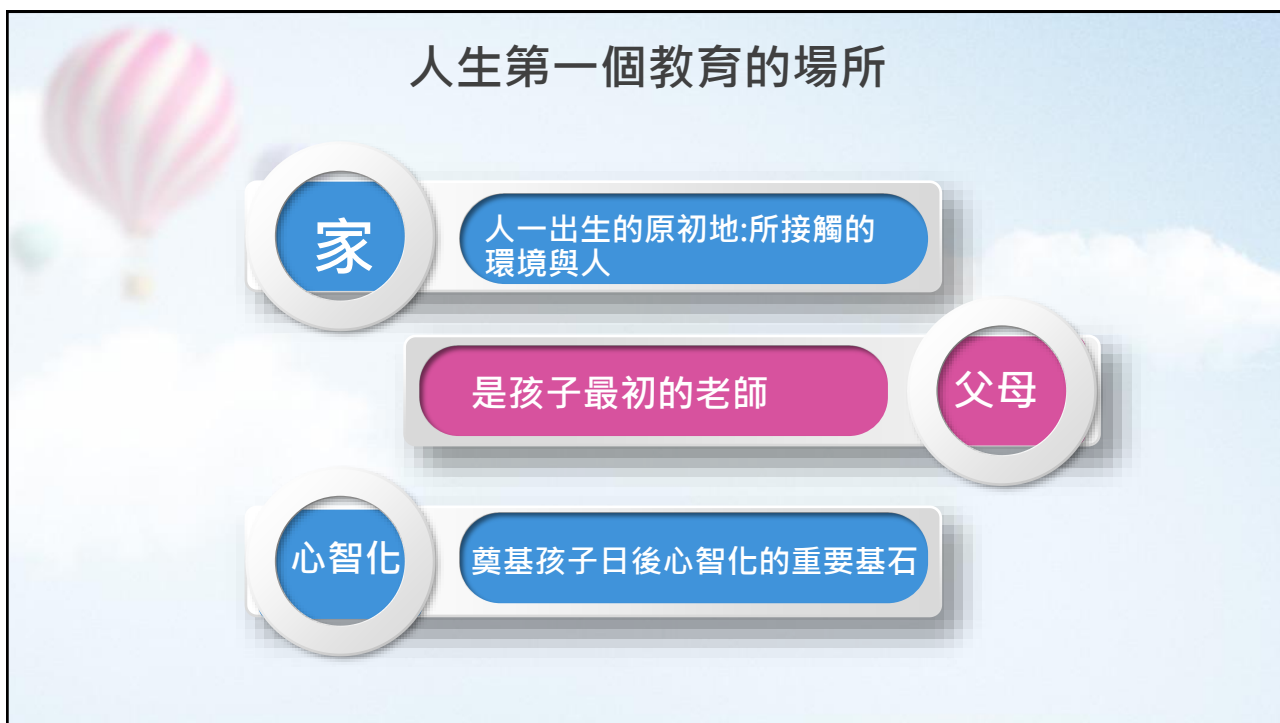 人生第一個教育的場所
家
人一出生的原初地:所接觸的
環境與人
是孩子最初的老師
父母
心智化
奠基孩子日後心智化的重要基石